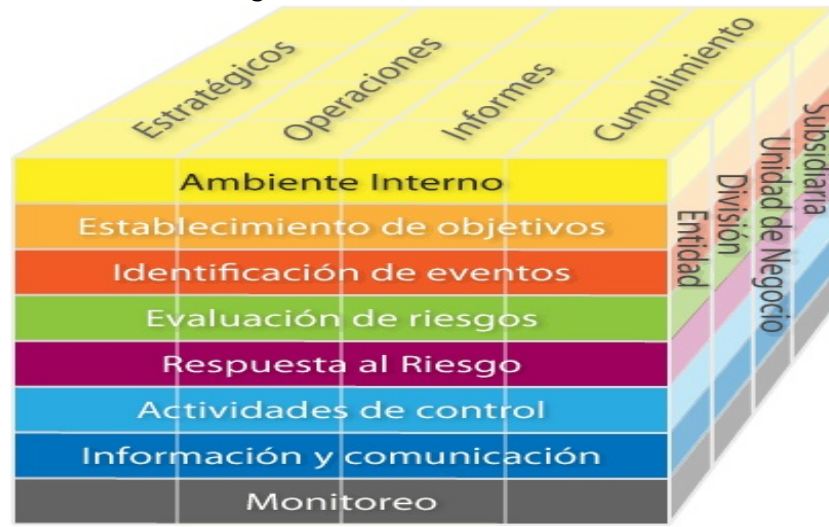 Estratégicos
Operaciones
Informes
Cumplimiento
Ambiente Interno
Establecimiento de objetivos
Identificación de eventos
Evaluación de riesgos
Respuesta al Riesgo
Actividades de control
Información y comunicación
Monitoreo
Entidad
División
Unidad de Negocio
Subsidiaria